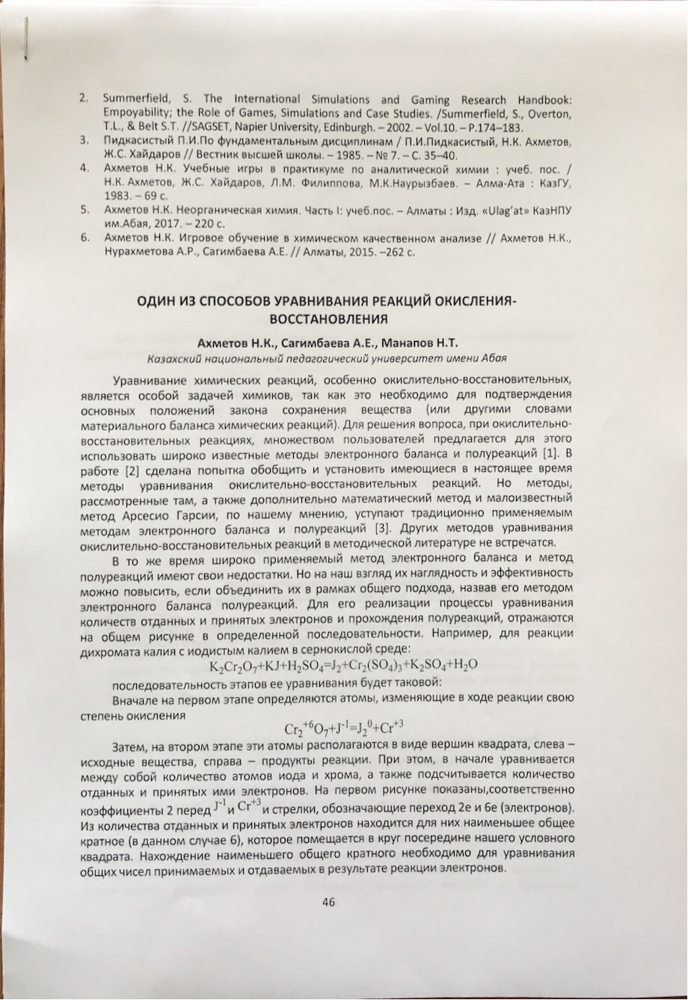 2. Summerfield, S. The International Simulations and Gaming Research Handbook:
Empoyability; the Role of Games, Simulations and Case Studies. /Summerfield, S., Overton,
T.L., & Belt S.T. //SAGSET, Napier University, Edinburgh. – 2002. – Vol.10. – P.174–183.
3. Пидкасистый П.И.По фундаментальным дисциплинам / П.И.Пидкасистый, Н.К. Ахметов,
Ж.С. Хайдаров // Вестник высшей школы. – 1985. – № 7. – С. 35–40.
4. Ахметов Н.К. Учебные игры в практикуме по аналитической химии : учеб. пос. /
Н.К. Ахметов, Ж.С. Хайдаров, Л.М. Филиппова, М.К.Наурызбаев. – Алма-Ата : КазГУ,
1983. – 69 с.
5. Ахметов Н.К. Неорганическая химия. Часть I: учеб.пос. – Алматы : Изд. «Ulag’at» КазНПУ
им.Абая, 2017. – 220 с.
6. Ахметов Н.К. Игровое обучение в химическом качественном анализе // Ахметов Н.К.,
Нурахметова А.Р., Сагимбаева А.Е. // Алматы, 2015. –262 с.
ОДИН ИЗ СПОСОБОВ УРАВНИВАНИЯ РЕАКЦИЙ ОКИСЛЕНИЯ-
ВОССТАНОВЛЕНИЯ
Ахметов Н.К., Сагимбаева А.Е., Манапов Н.Т.
Казахский национальный педагогический университет имени Абая
Уравнивание химических реакций, особенно окислительно-восстановительных,
является особой задачей химиков, так как это необходимо для подтверждения
основных положений закона сохранения вещества (или другими словами
материального баланса химических реакций). Для решения вопроса, при окислительно-
восстановительных реакциях, множеством пользователей предлагается для этого
использовать широко известные методы электронного баланса и полуреакций [1]. В
работе [2] сделана попытка обобщить и установить имеющиеся в настоящее время
методы уравнивания окислительно-восстановительных реакций. Но методы,
рассмотренные там, а также дополнительно математический метод и малоизвестный
метод Арсесио Гарсии, по нашему мнению, уступают традиционно применяемым
методам электронного баланса и полуреакций [3]. Других методов уравнивания
окислительно-восстановительных реакций в методической литературе не встречатся.
В то же время широко применяемый метод электронного баланса и метод
полуреакций имеют свои недостатки. Но на наш взгляд их наглядность и эффективность
можно повысить, если объединить их в рамках общего подхода, назвав его методом
электронного баланса полуреакций. Для его реализации процессы уравнивания
количеств отданных и принятых электронов и прохождения полуреакций, отражаются
на общем рисунке в определенной последовательности. Например, для реакции
дихромата калия с иодистым калием в сернокислой среде:
K₂Cr₂O₇+KJ+H₂SO₄=J₂+Cr₂(SO₄)₃+K₂SO₄+H₂O
последовательность этапов ее уравнивания будет таковой:
Вначале на первом этапе определяются атомы, изменяющие в ходе реакции свою
степень окисления
Cr₂⁺⁶O₇+J⁻¹=J₂⁰+Cr⁺³
Затем, на втором этапе эти атомы располагаются в виде вершин квадрата, слева –
исходные вещества, справа – продукты реакции. При этом, в начале уравнивается
между собой количество атомов иода и хрома, а также подсчитывается количество
отданных и принятых ими электронов. На первом рисунке показаны,соответственно
коэффициенты 2 перед J⁻¹ и Cr⁺³ и стрелки, обозначающие переход 2е и 6е (электронов).
Из количества отданных и принятых электронов находится для них наименьшее общее
кратное (в данном случае 6), которое помещается в круг посередине нашего условного
квадрата. Нахождение наименьшего общего кратного необходимо для уравнивания
общих чисел принимаемых и отдаваемых в результате реакции электронов.
46